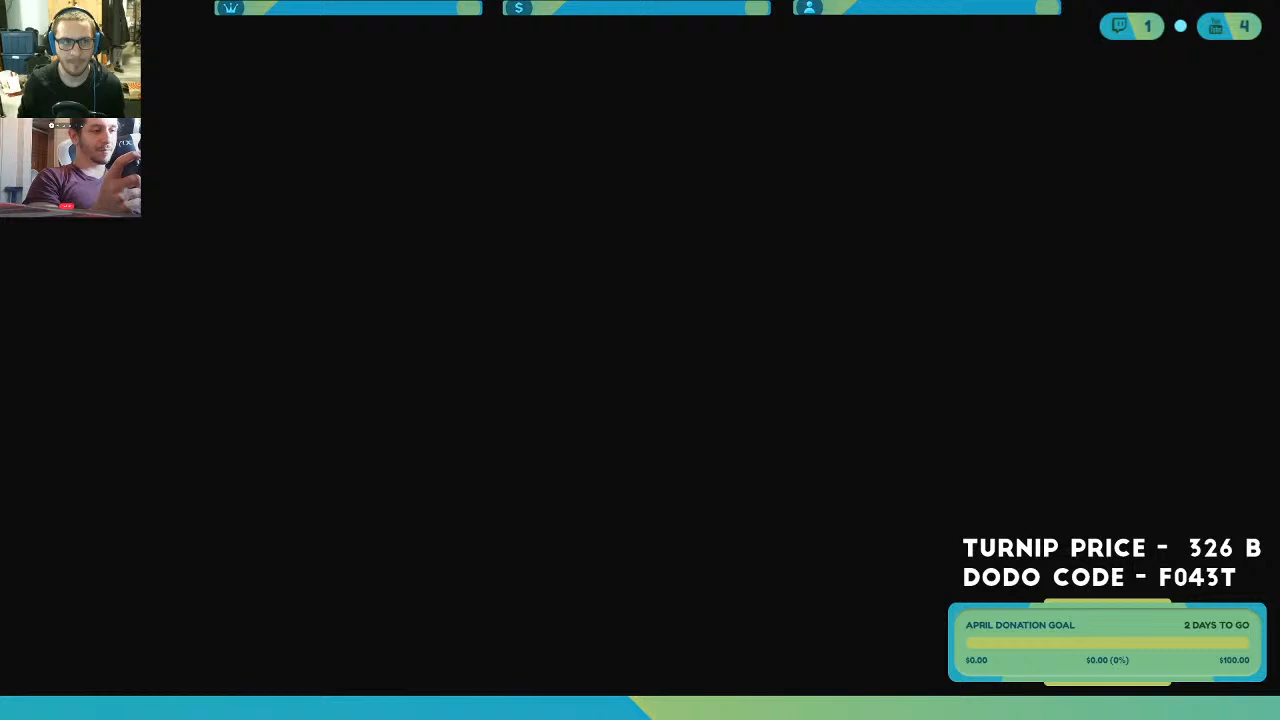 1
4
TURNIP PRICE - 326 B
DODO CODE - F043T
APRIL DONATION GOAL 2 DAYS TO GO
$0.00 $0.00 (0%) $100.00